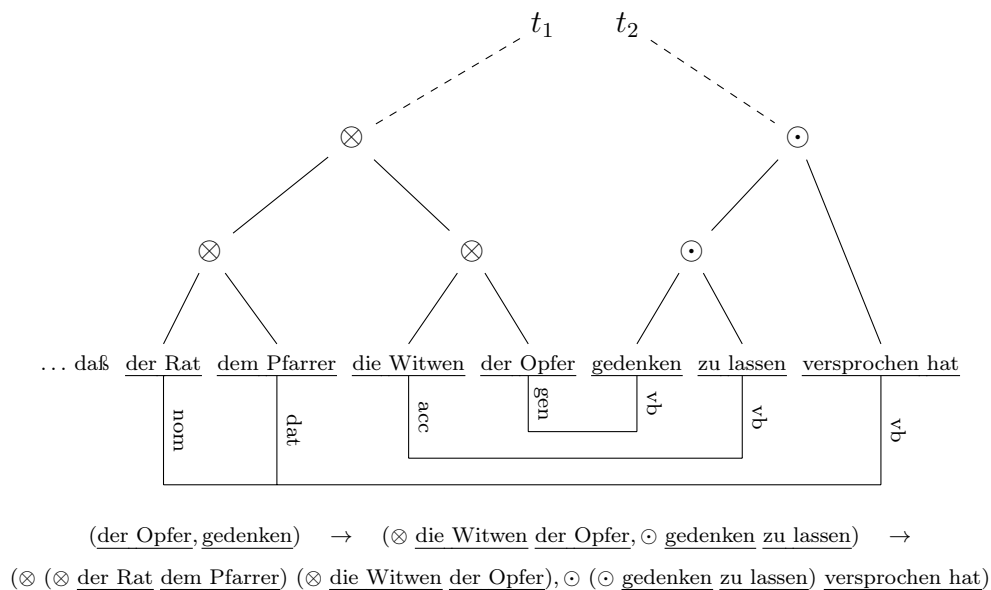 t₁ t₂
⊗ ⊙
⊗ ⊗ ⊙
... daß der Rat dem Pfarrer die Witwen der Opfer gedenken zu lassen versprochen hat
nom dat acc gen vb vb vb
(der Opfer, gedenken) → (⊗ die Witwen der Opfer, ⊙ gedenken zu lassen) →
(⊗ (⊗ der Rat dem Pfarrer) (⊗ die Witwen der Opfer), ⊙ (⊙ gedenken zu lassen) versprochen hat)